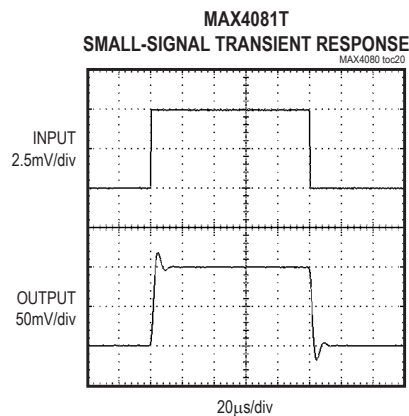 MAX4081T
SMALL-SIGNAL TRANSIENT RESPONSE
MAX4080 toc20
INPUT
2.5mV/div
OUTPUT
50mV/div
20μs/div